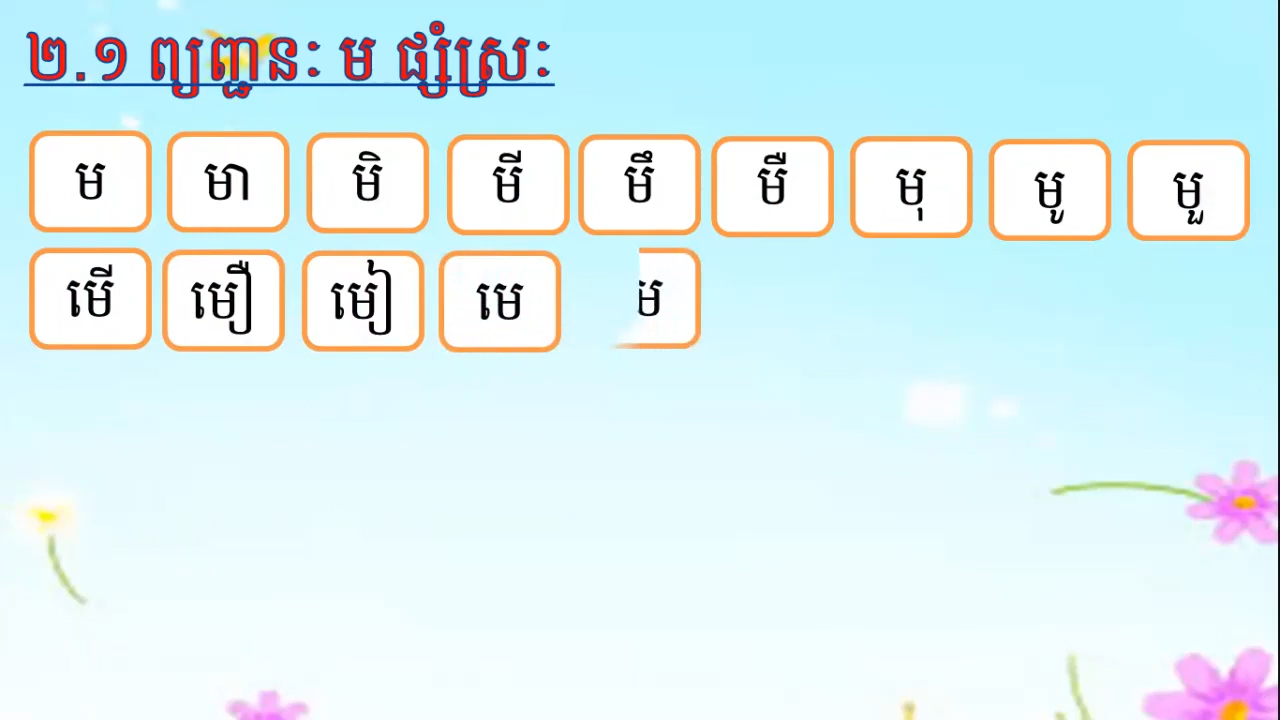 ២.១ ព្យញ្ជនៈ ម ផ្សំស្រៈ
ម មា មិ មី មឹ មឺ មុ មូ មួ
មើ មឿ មៀ មេ